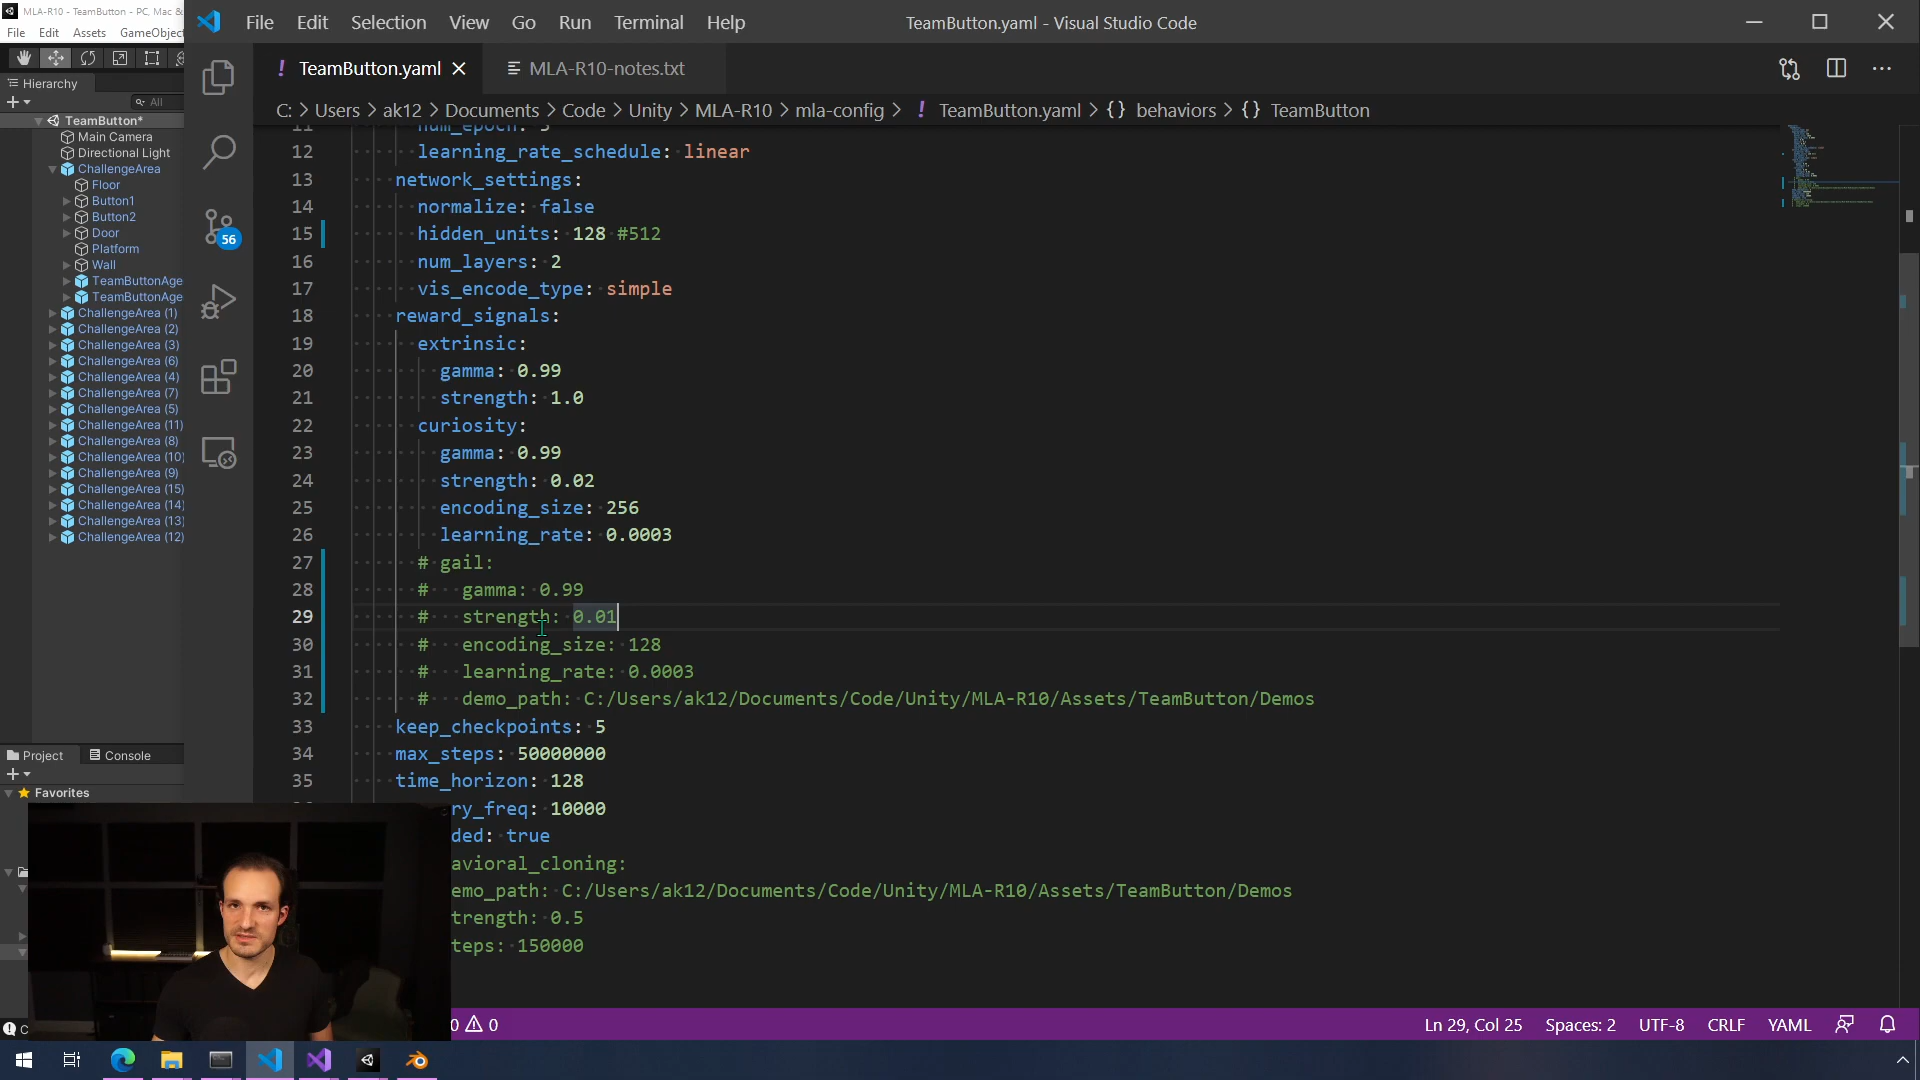 MLA-R10 - TeamButton - PC, Mac &
File Edit Assets GameObject
Hierarchy
All
TeamButton*
Main Camera
Directional Light
ChallengeArea
Floor
Button1
Button2
Door
Platform
Wall
TeamButtonAge
TeamButtonAge
ChallengeArea (1)
ChallengeArea (2)
ChallengeArea (3)
ChallengeArea (6)
ChallengeArea (4)
ChallengeArea (7)
ChallengeArea (5)
ChallengeArea (11)
ChallengeArea (8)
ChallengeArea (10)
ChallengeArea (9)
ChallengeArea (15)
ChallengeArea (14)
ChallengeArea (13)
ChallengeArea (12)
Project Console
Favorites
C
File Edit Selection View Go Run Terminal Help
TeamButton.yaml - Visual Studio Code
! TeamButton.yaml
MLA-R10-notes.txt
56
C: > Users > ak12 > Documents > Code > Unity > MLA-R10 > mla-config > ! TeamButton.yaml > {} behaviors > {} TeamButton
11 num_epoch: 3
12 learning_rate_schedule: linear
13 network_settings:
14 normalize: false
15 hidden_units: 128 #512
16 num_layers: 2
17 vis_encode_type: simple
18 reward_signals:
19 extrinsic:
20 gamma: 0.99
21 strength: 1.0
22 curiosity:
23 gamma: 0.99
24 strength: 0.02
25 encoding_size: 256
26 learning_rate: 0.0003
27 # gail:
28 # gamma: 0.99
29 # strength: 0.01
30 # encoding_size: 128
31 # learning_rate: 0.0003
32 # demo_path: C:/Users/ak12/Documents/Code/Unity/MLA-R10/Assets/TeamButton/Demos
33 keep_checkpoints: 5
34 max_steps: 50000000
35 time_horizon: 128
ry_freq: 10000
ded: true
avioral_cloning:
emo_path: C:/Users/ak12/Documents/Code/Unity/MLA-R10/Assets/TeamButton/Demos
trength: 0.5
teps: 150000
0 0
Ln 29, Col 25 Spaces: 2 UTF-8 CRLF YAML